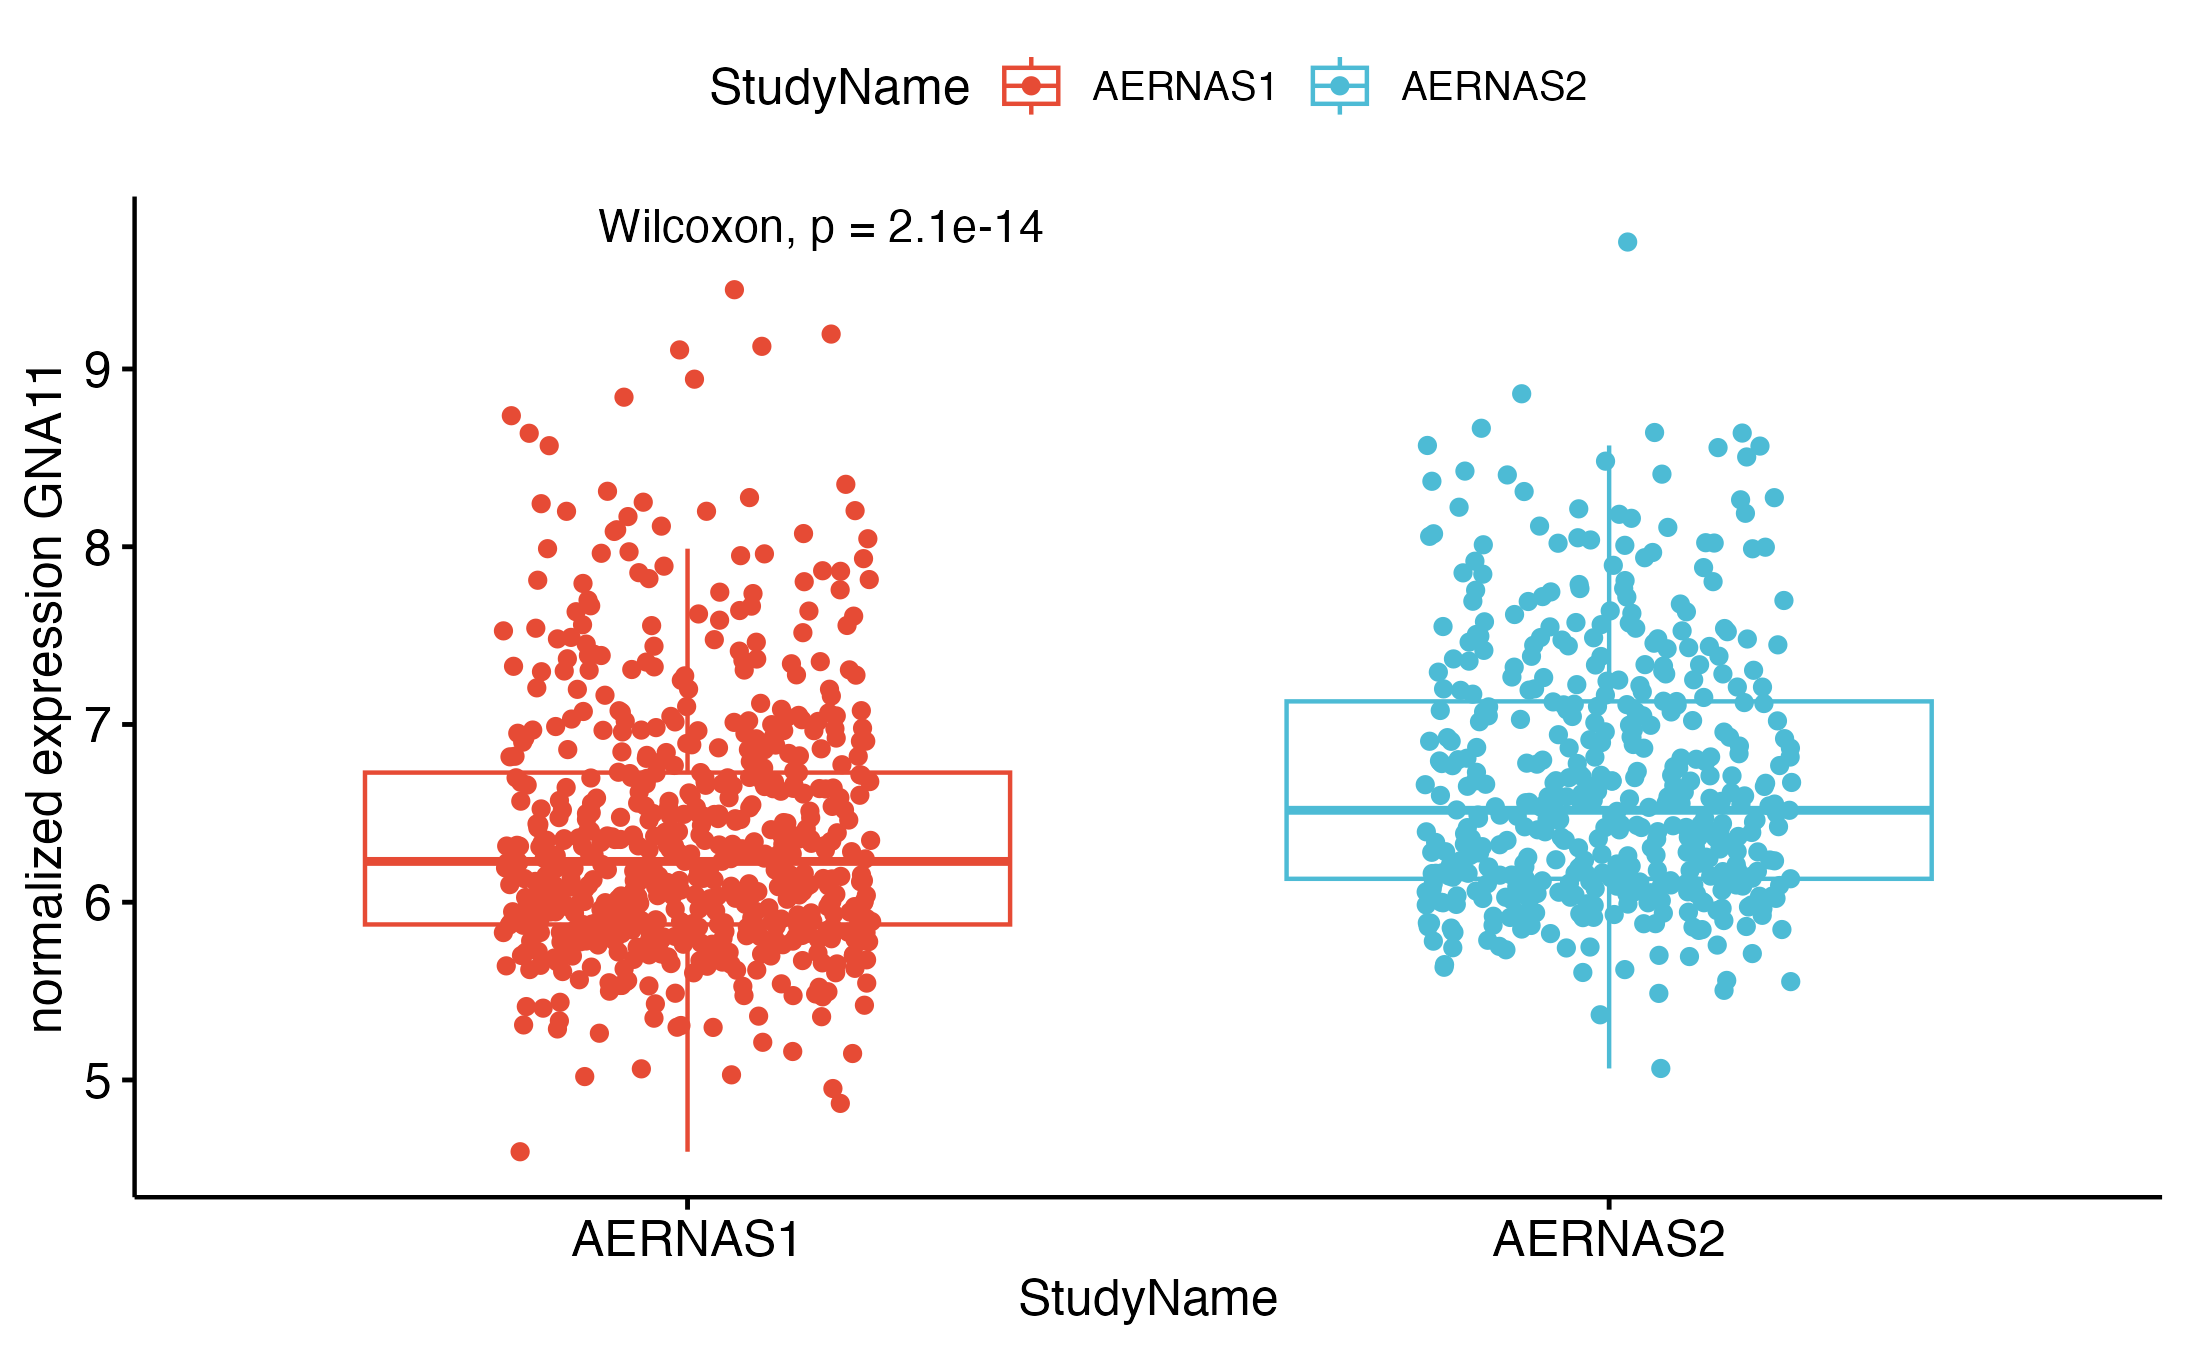 StudyName AERNAS1 AERNAS2
Wilcoxon, p = 2.1e-14
normalized expression GNA11
9
8
7
6
5
AERNAS1 AERNAS2
StudyName